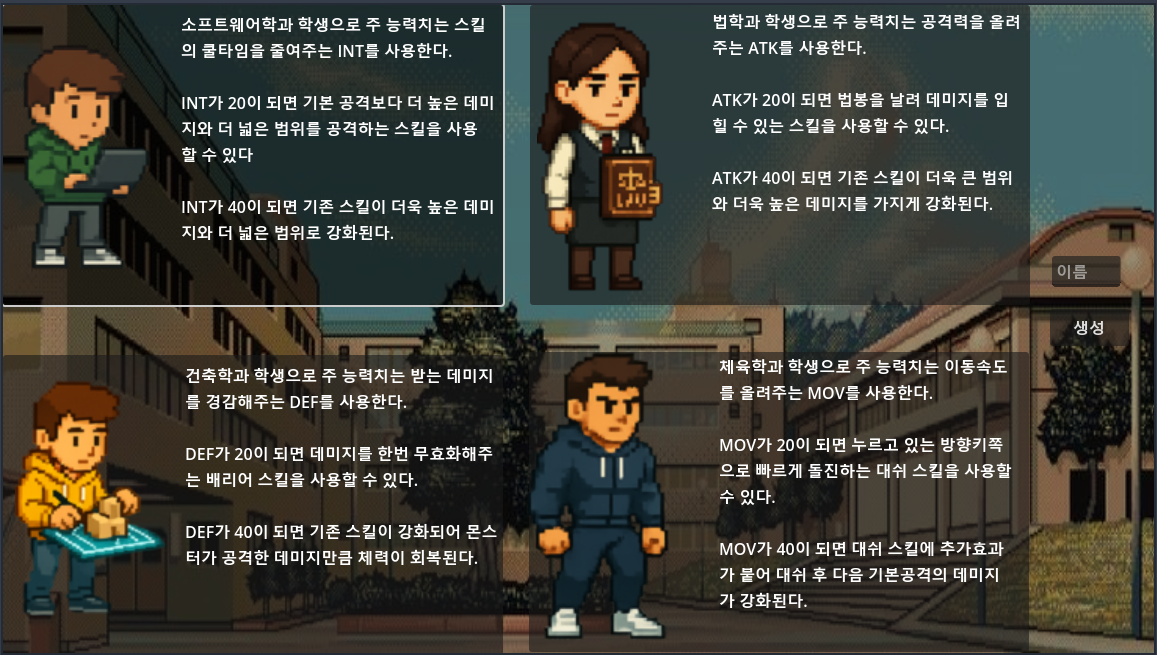 소프트웨어학과 학생으로 주 능력치는 스킬
의 쿨타임을 줄여주는 INT를 사용한다.
INT가 20이 되면 기본 공격보다 더 높은 데미
지와 더 넓은 범위를 공격하는 스킬을 사용
할 수 있다
INT가 40이 되면 기존 스킬이 더욱 높은 데미
지와 더 넓은 범위로 강화된다.
법학과 학생으로 주 능력치는 공격력을 올려
주는 ATK를 사용한다.
ATK가 20이 되면 법봉을 날려 데미지를 입
힐 수 있는 스킬을 사용할 수 있다.
ATK가 40이 되면 기존 스킬이 더욱 큰 범위
와 더욱 높은 데미지를 가지게 강화된다.
이름
생성
건축학과 학생으로 주 능력치는 받는 데미지
를 경감해주는 DEF를 사용한다.
DEF가 20이 되면 데미지를 한번 무효화해주
는 배리어 스킬을 사용할 수 있다.
DEF가 40이 되면 기존 스킬이 강화되어 몬스
터가 공격한 데미지만큼 체력이 회복된다.
체육학과 학생으로 주 능력치는 이동속도
를 올려주는 MOV를 사용한다.
MOV가 20이 되면 누르고 있는 방향키쪽
으로 빠르게 돌진하는 대쉬 스킬을 사용할
수 있다.
MOV가 40이 되면 대쉬 스킬에 추가효과
가 붙어 대쉬 후 다음 기본공격의 데미지
가 강화된다.